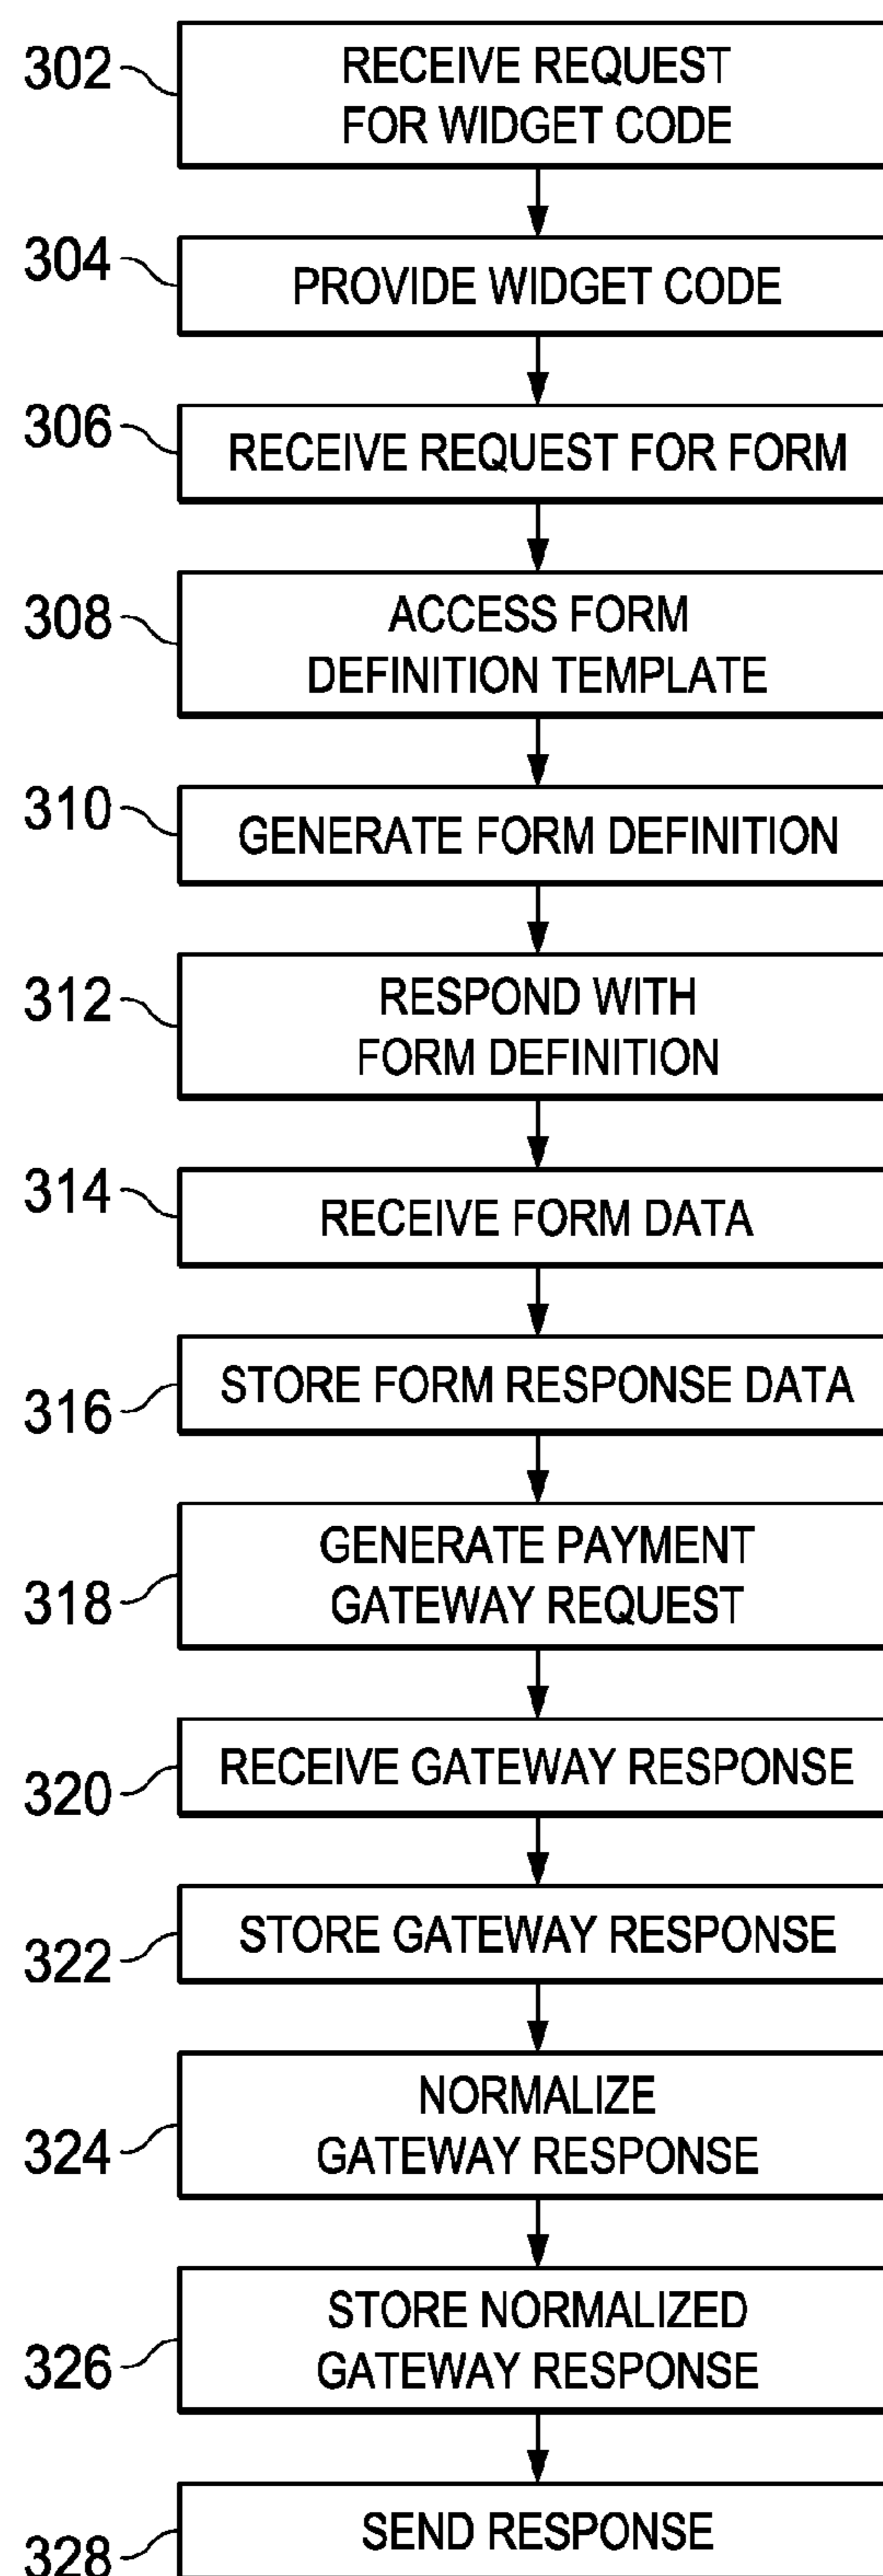 302
RECEIVE REQUEST
FOR WIDGET CODE
304
PROVIDE WIDGET CODE
306
RECEIVE REQUEST FOR FORM
308
ACCESS FORM
DEFINITION TEMPLATE
310
GENERATE FORM DEFINITION
312
RESPOND WITH
FORM DEFINITION
314
RECEIVE FORM DATA
316
STORE FORM RESPONSE DATA
318
GENERATE PAYMENT
GATEWAY REQUEST
320
RECEIVE GATEWAY RESPONSE
322
STORE GATEWAY RESPONSE
324
NORMALIZE
GATEWAY RESPONSE
326
STORE NORMALIZED
GATEWAY RESPONSE
328
SEND RESPONSE